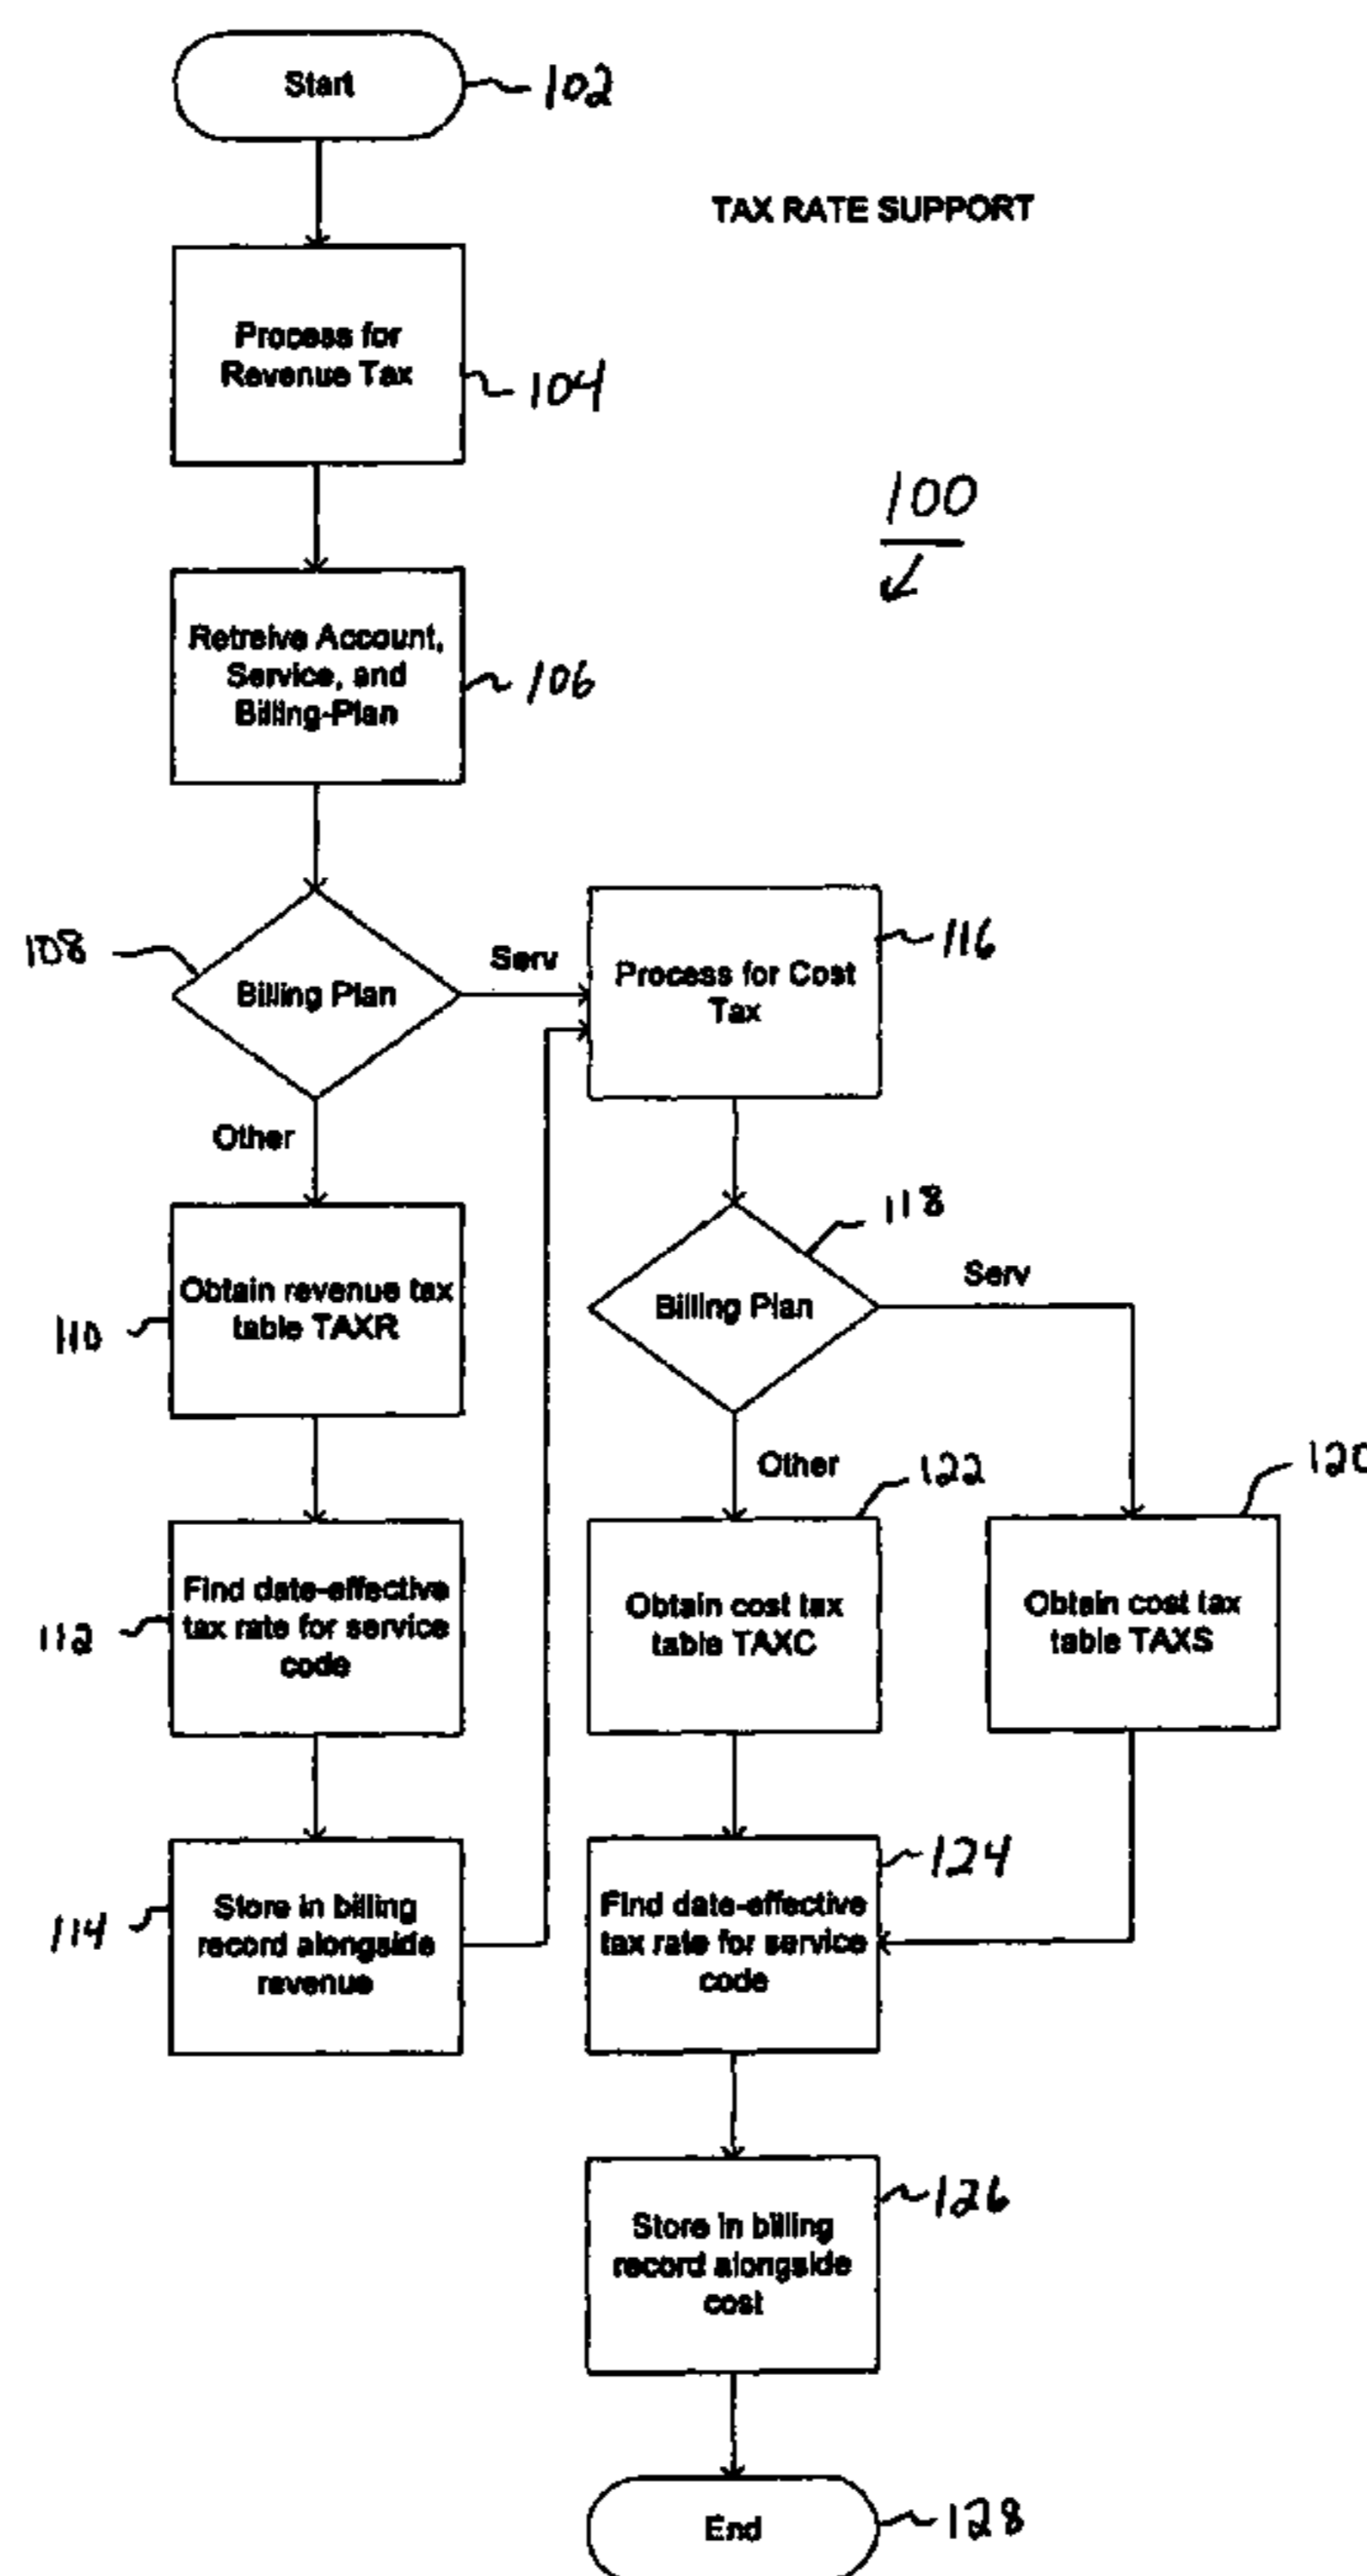 Start
102
TAX RATE SUPPORT
Process for
Revenue Tax
104
100
Retreive Account,
Service, and
Billing-Plan
106
108
Billing Plan
Serv
Other
Process for Cost
Tax
116
Obtain revenue tax
table TAXR
110
Billing Plan
118
Serv
Other
Find date-effective
tax rate for service
code
112
Obtain cost tax
table TAXC
122
Obtain cost tax
table TAXS
120
Store in billing
record alongside
revenue
114
Find date-effective
tax rate for service
code
124
Store in billing
record alongside
cost
126
End
128